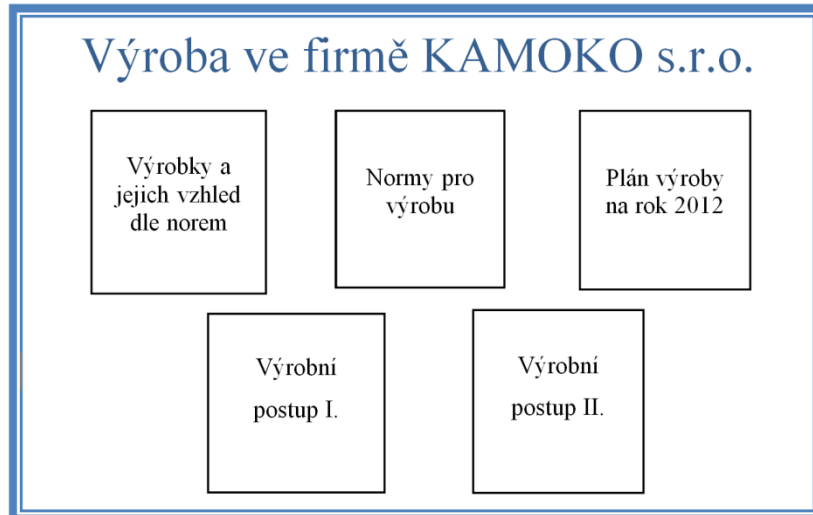 Výroba ve firmě KAMOKO s.r.o.
Výrobky a
jejich vzhled
dle norem
Normy pro
výrobu
Plán výroby
na rok 2012
Výrobní
postup I.
Výrobní
postup II.